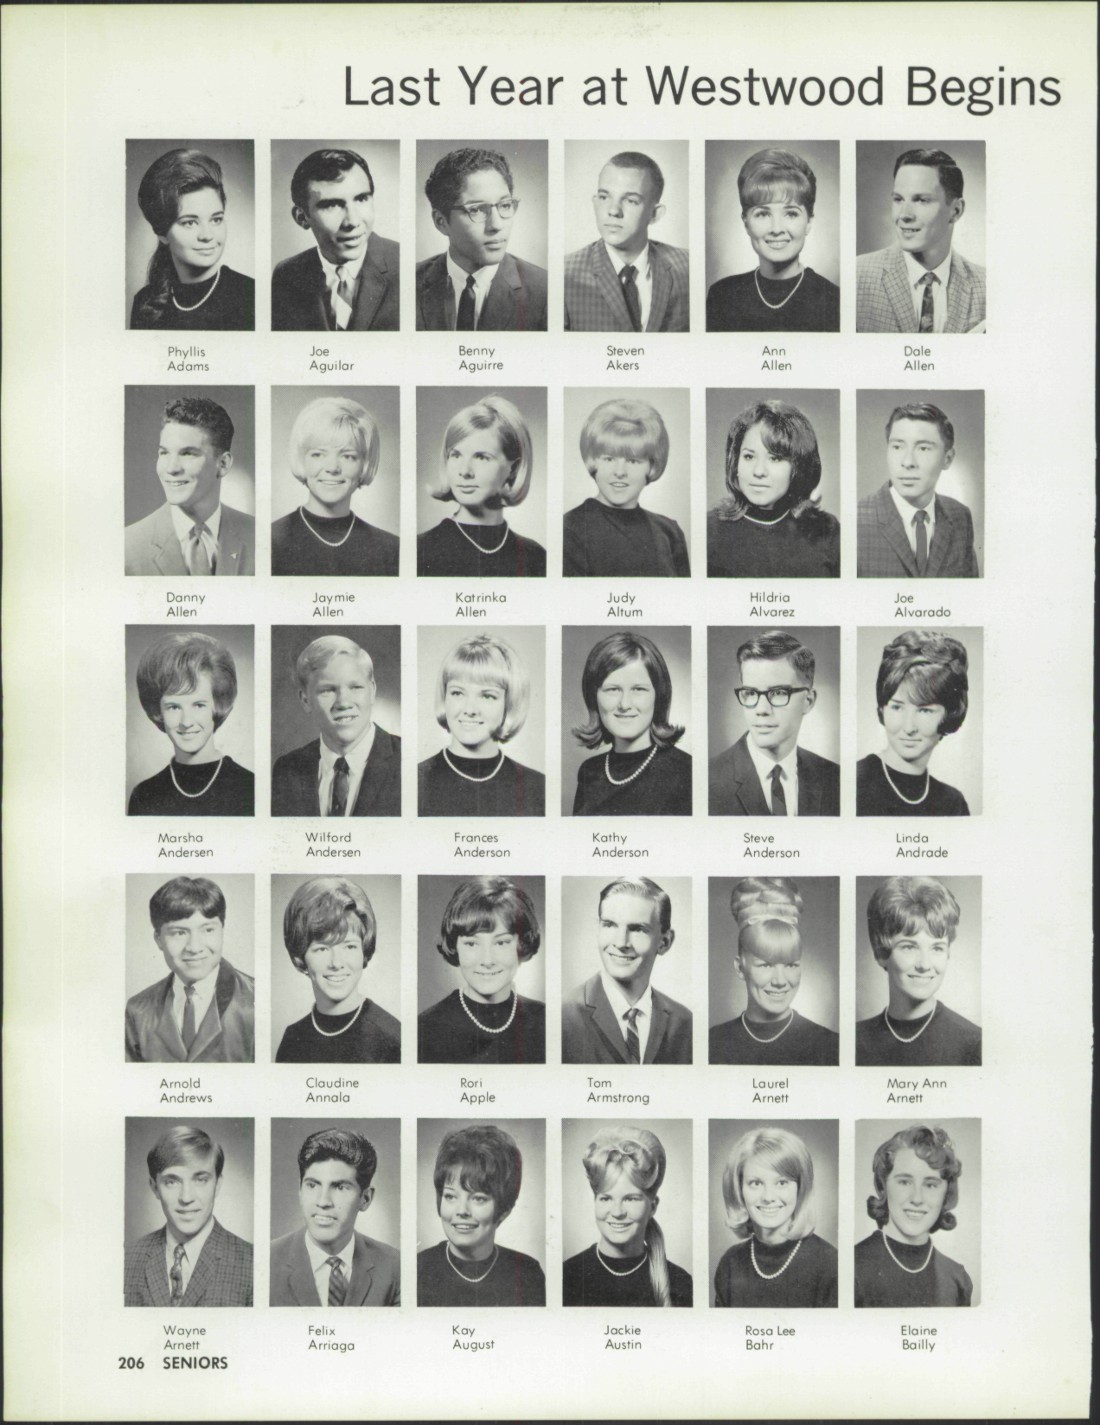 Last Year at Westwood Begins
Phyllis Adams
Joe Aguilar
Benny Aguirre
Steven Akers
Ann Allen
Dale Allen
Danny Allen
Jaymie Allen
Katrinka Allen
Judy Altum
Hildria Alvarez
Joe Alvarado
Marsha Andersen
Wilford Andersen
Frances Anderson
Kathy Anderson
Steve Anderson
Linda Andrade
Arnold Andrews
Claudine Annala
Rori Apple
Tom Armstrong
Laurel Arnett
Mary Ann Arnett
Wayne Arnett
Felix Arriaga
Kay August
Jackie Austin
Rosa Lee Bahr
Elaine Bailly
206 SENIORS